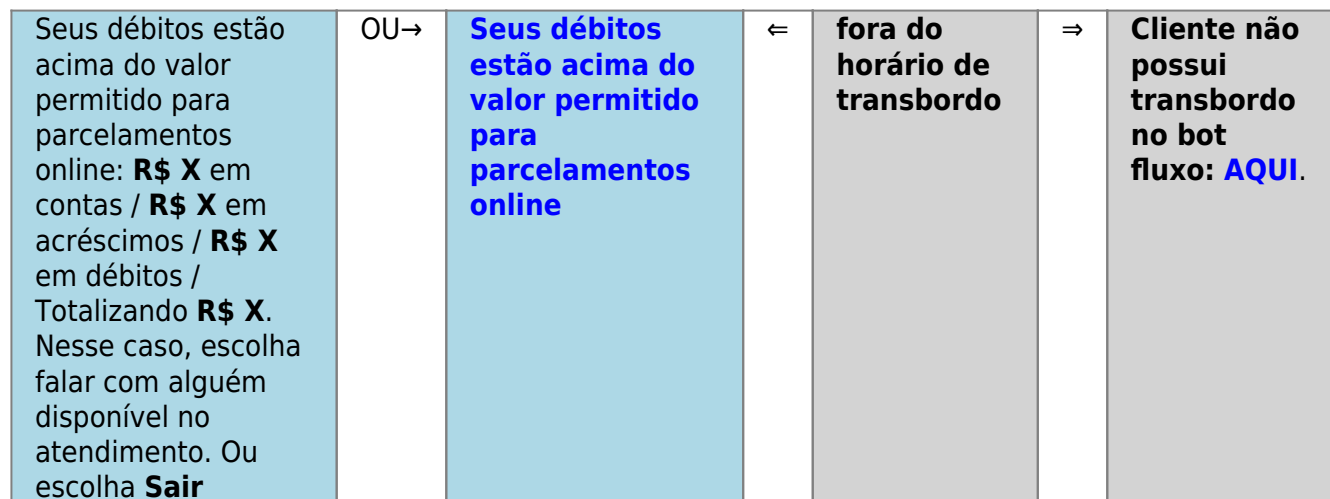 Seus débitos estão
acima do valor
permitido para
parcelamentos
online: R$ X em
contas / R$ X em
acréscimos / R$ X
em débitos /
Totalizando R$ X.
Nesse caso, escolha
falar com alguém
disponível no
atendimento. Ou
escolha Sair
OU→
Seus débitos
estão acima do
valor permitido
para
parcelamentos
online
⇐
fora do
horário de
transbordo
⇒
Cliente não
possui
transbordo
no bot
fluxo: AQUI.